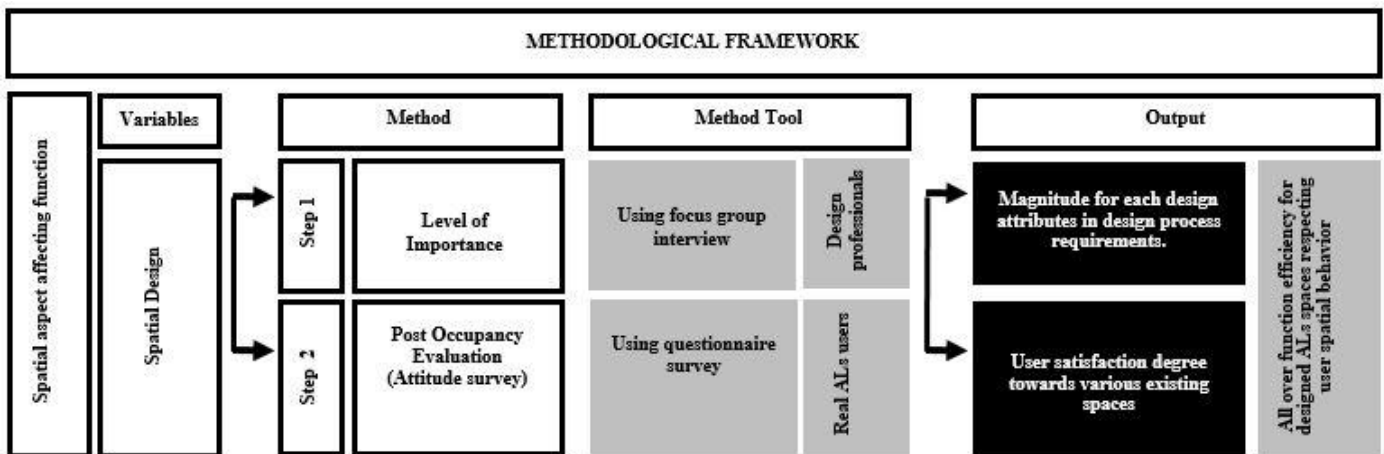 METHODOLOGICAL FRAMEWORK
Spatial aspect affecting function
Variables
Method
Method Tool
Output
Spatial Design
Step 1
Level of
Importance
Using focus group
interview
Design
professionals
Magnitude for each design
attributes in design process
requirements.
Step 2
Post Occupancy
Evaluation
(Attitude survey)
Using questionnaire
survey
Real ALs users
User satisfaction degree
towards various existing
spaces
All over function efficiency for
designed ALs spaces respecting
user spatial behavior